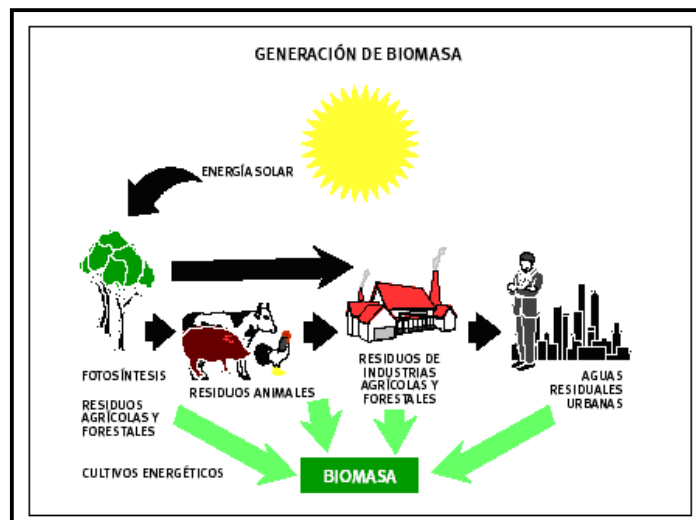 GENERACIÓN DE BIOMASA
ENERGÍA SOLAR
FOTOSÍNTESIS
RESIDUOS
AGRÍCOLAS Y
FORESTALES
CULTIVOS ENERGÉTICOS
RESIDUOS ANIMALES
RESIDUOS DE
INDUSTRIAS
AGRÍCOLAS Y
FORESTALES
AGUAS
RESIDUALES
URBANAS
BIOMASA